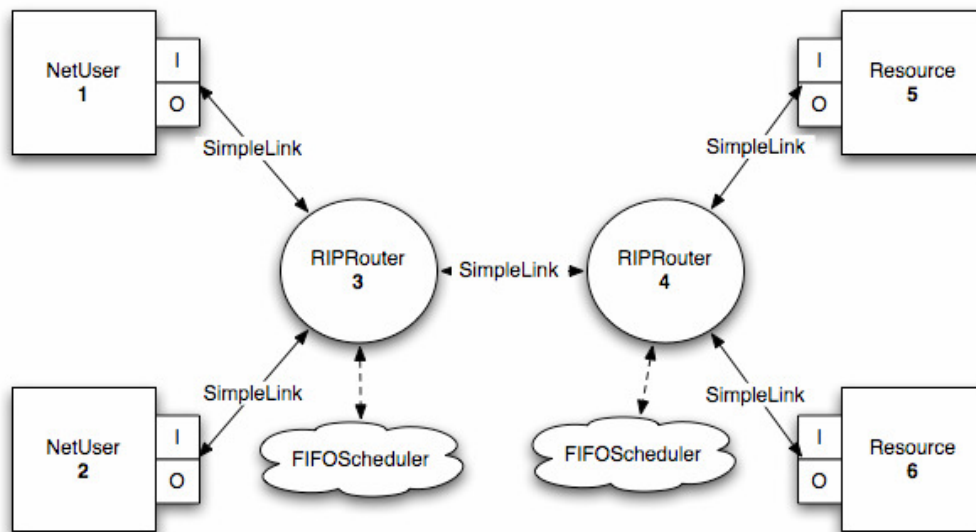 NetUser
1
I
O
SimpleLink
I
O
Resource
5
SimpleLink
RIPRouter
3
SimpleLink
RIPRouter
4
SimpleLink
NetUser
2
I
O
FIFOScheduler
FIFOScheduler
SimpleLink
I
O
Resource
6